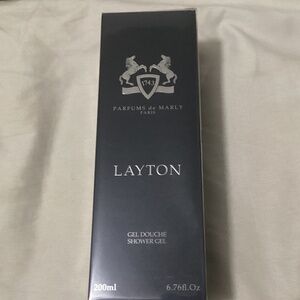 1743
PARFUMS de MARLY
PARIS
LAYTON
GEL DOUCHE
SHOWER GEL
200ml 6.76fl.Oz